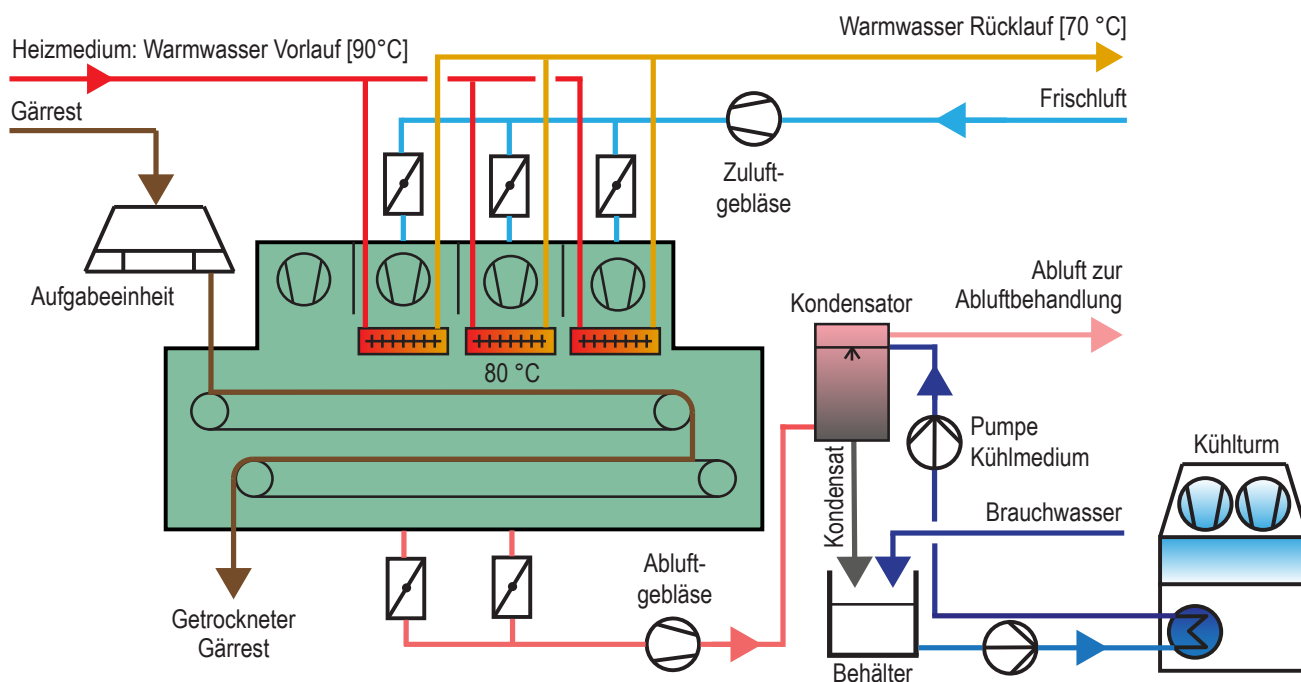 Heizmedium: Warmwasser Vorlauf [90°C]
Warmwasser Rücklauf [70 °C]
Gärrest
Frischluft
Zuluft-
gebläse
Aufgabeeinheit
Kondensator
Abluft zur
Abluftbehandlung
80 °C
Pumpe
Kühlmedium
Kühlturm
Kondensat
Brauchwasser
Abluft-
gebläse
Getrockneter
Gärrest
Behälter